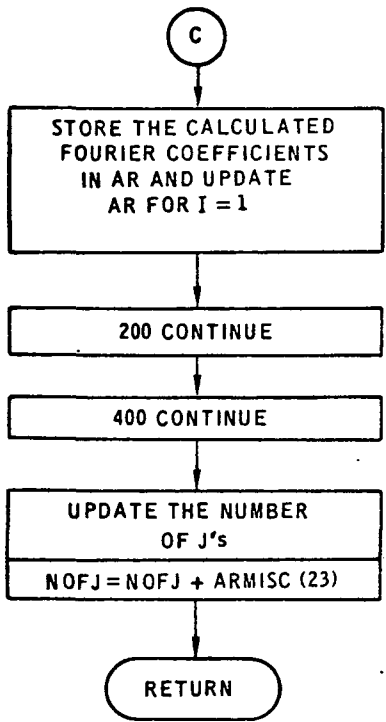 C
STORE THE CALCULATED
FOURIER COEFFICIENTS
IN AR AND UPDATE
AR FOR I = 1
200 CONTINUE
400 CONTINUE
UPDATE THE NUMBER
OF J's
NOFJ = NOFJ + ARMISC (23)
RETURN